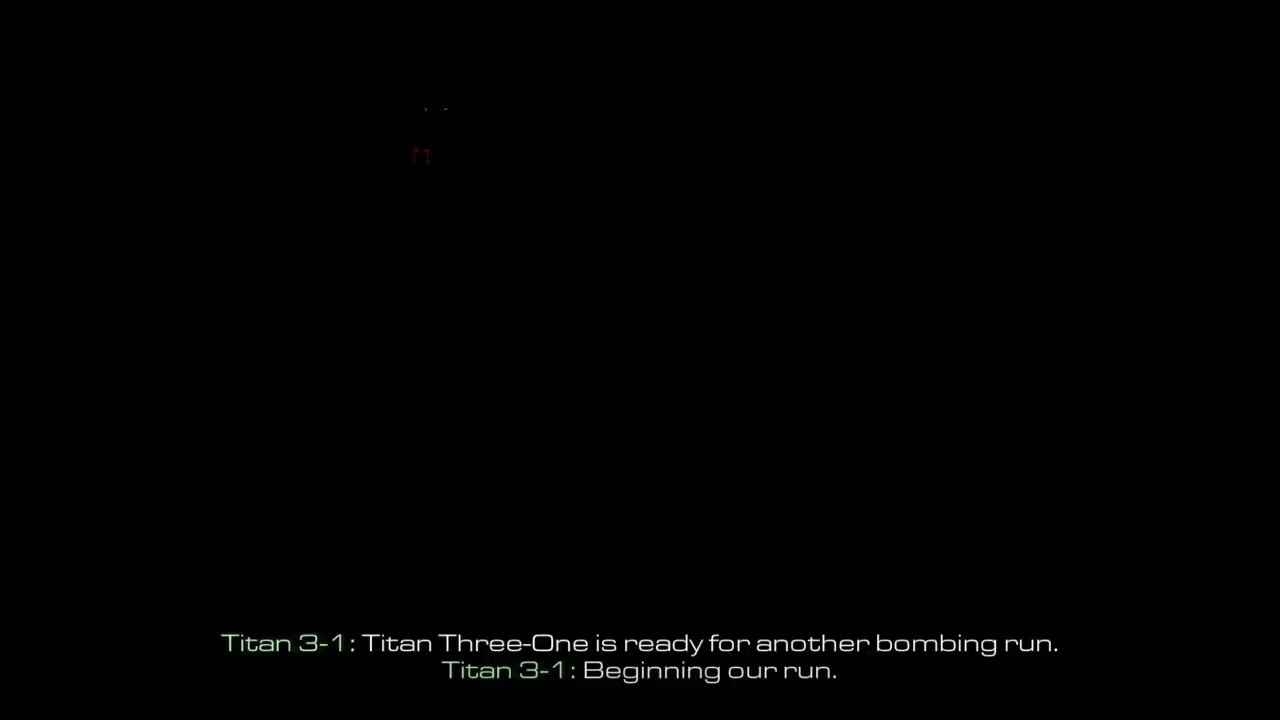 Titan 3-1: Titan Three-One is ready for another bombing run.
Titan 3-1: Beginning our run.